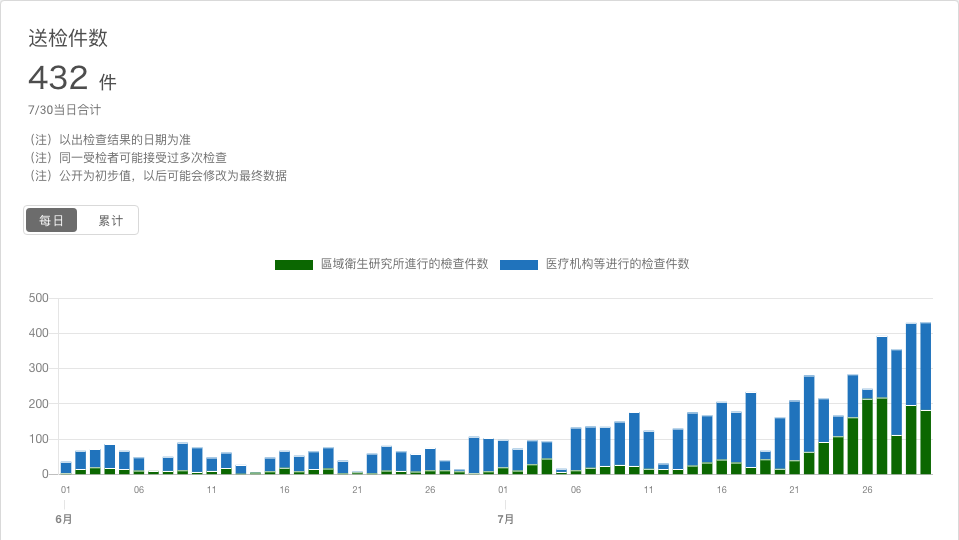 送检件数
432 件
7/30当日合计
（注）以出检查结果的日期为准
（注）同一受检者可能接受过多次检查
（注）公开为初步值，以后可能会修改为最终数据
每日 累计
區域衛生研究所進行的檢查件数 医疗机构等进行的检查件数
500
400
300
200
100
0
01 06 11 16 21 26 01 06 11 16 21 26
6月 7月